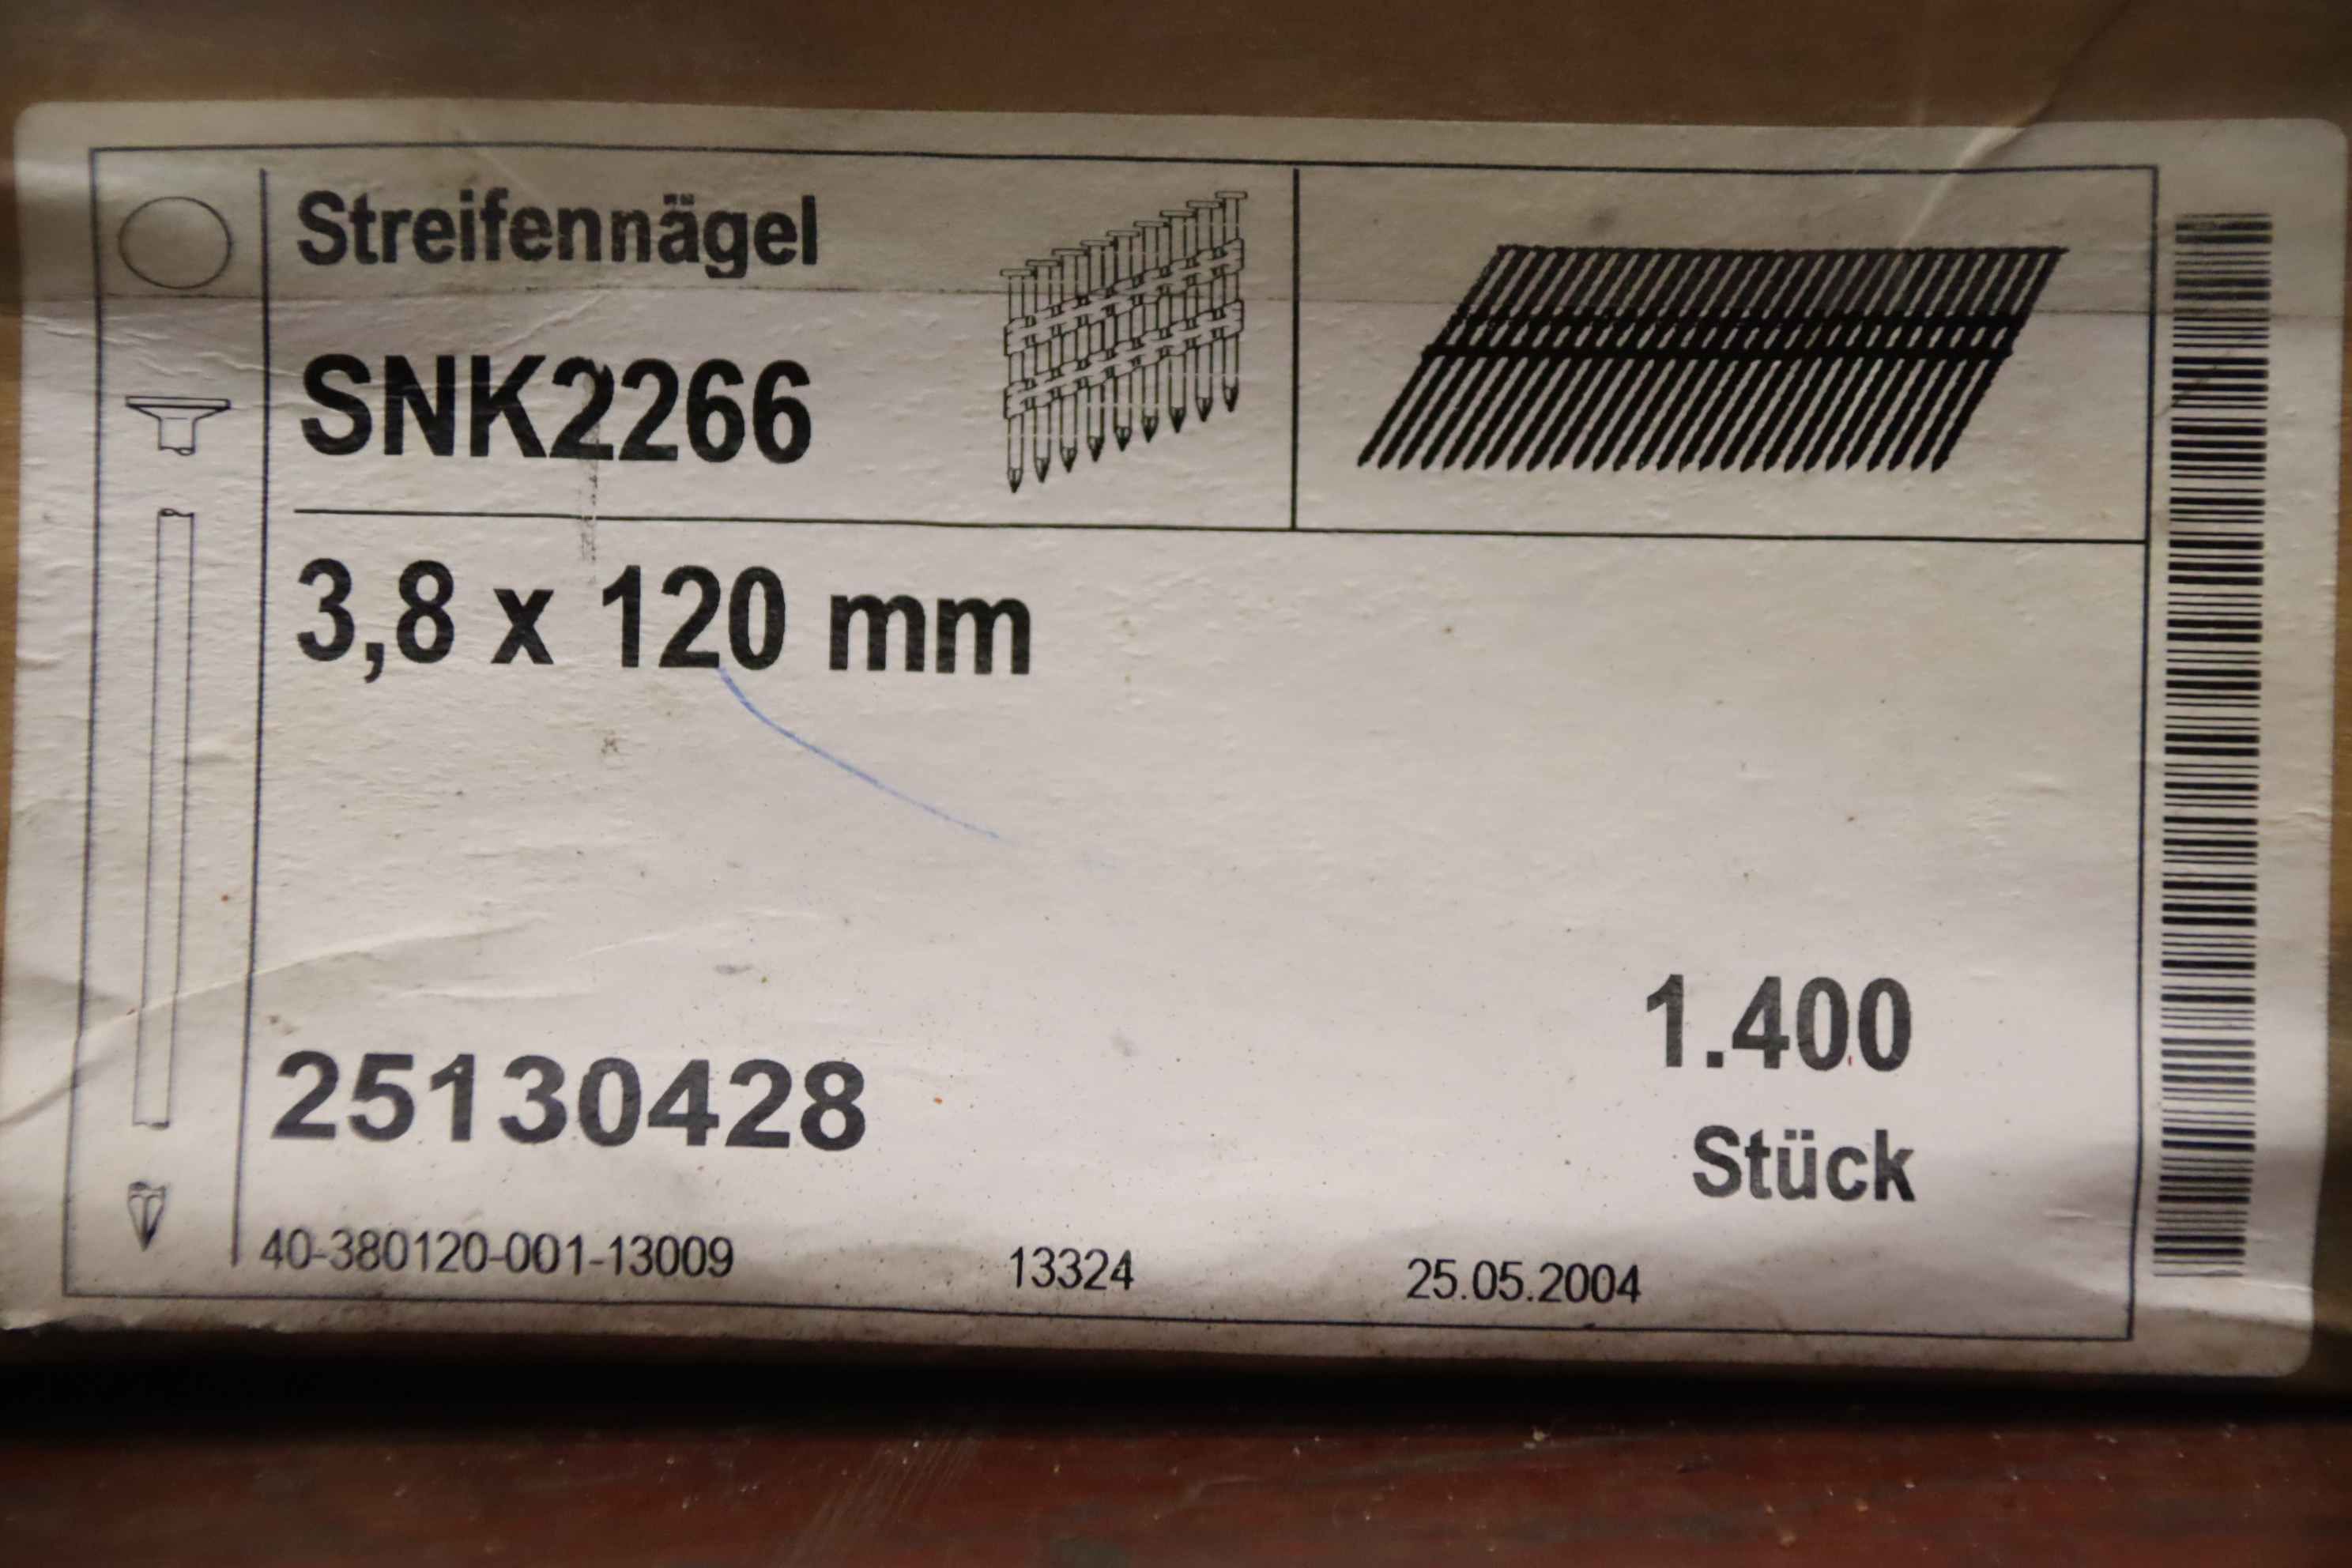 Streifennägel
SNK2266
3,8 x 120 mm
1.400
Stück
25130428
40-380120-001-13009 13324 25.05.2004